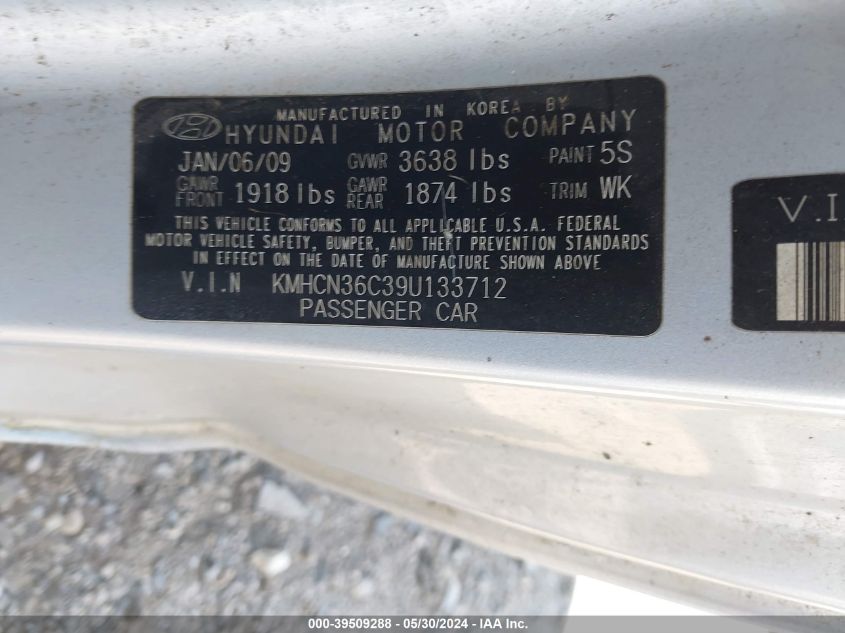 MANUFACTURED IN KOREA BY
HYUNDAI MOTOR COMPANY
JAN/06/09 GVWR 3638 lbs PAINT 5S
GAWR FRONT 1918 lbs GAWR REAR 1874 lbs TRIM WK
THIS VEHICLE CONFORMS TO ALL APPLICABLE U.S.A. FEDERAL
MOTOR VEHICLE SAFETY, BUMPER, AND THEFT PREVENTION STANDARDS
IN EFFECT ON THE DATE OF MANUFACTURE SHOWN ABOVE
V.I.N KMHCN36C39U133712
PASSENGER CAR
V.I
000-39509288 - 05/30/2024 - IAA Inc.